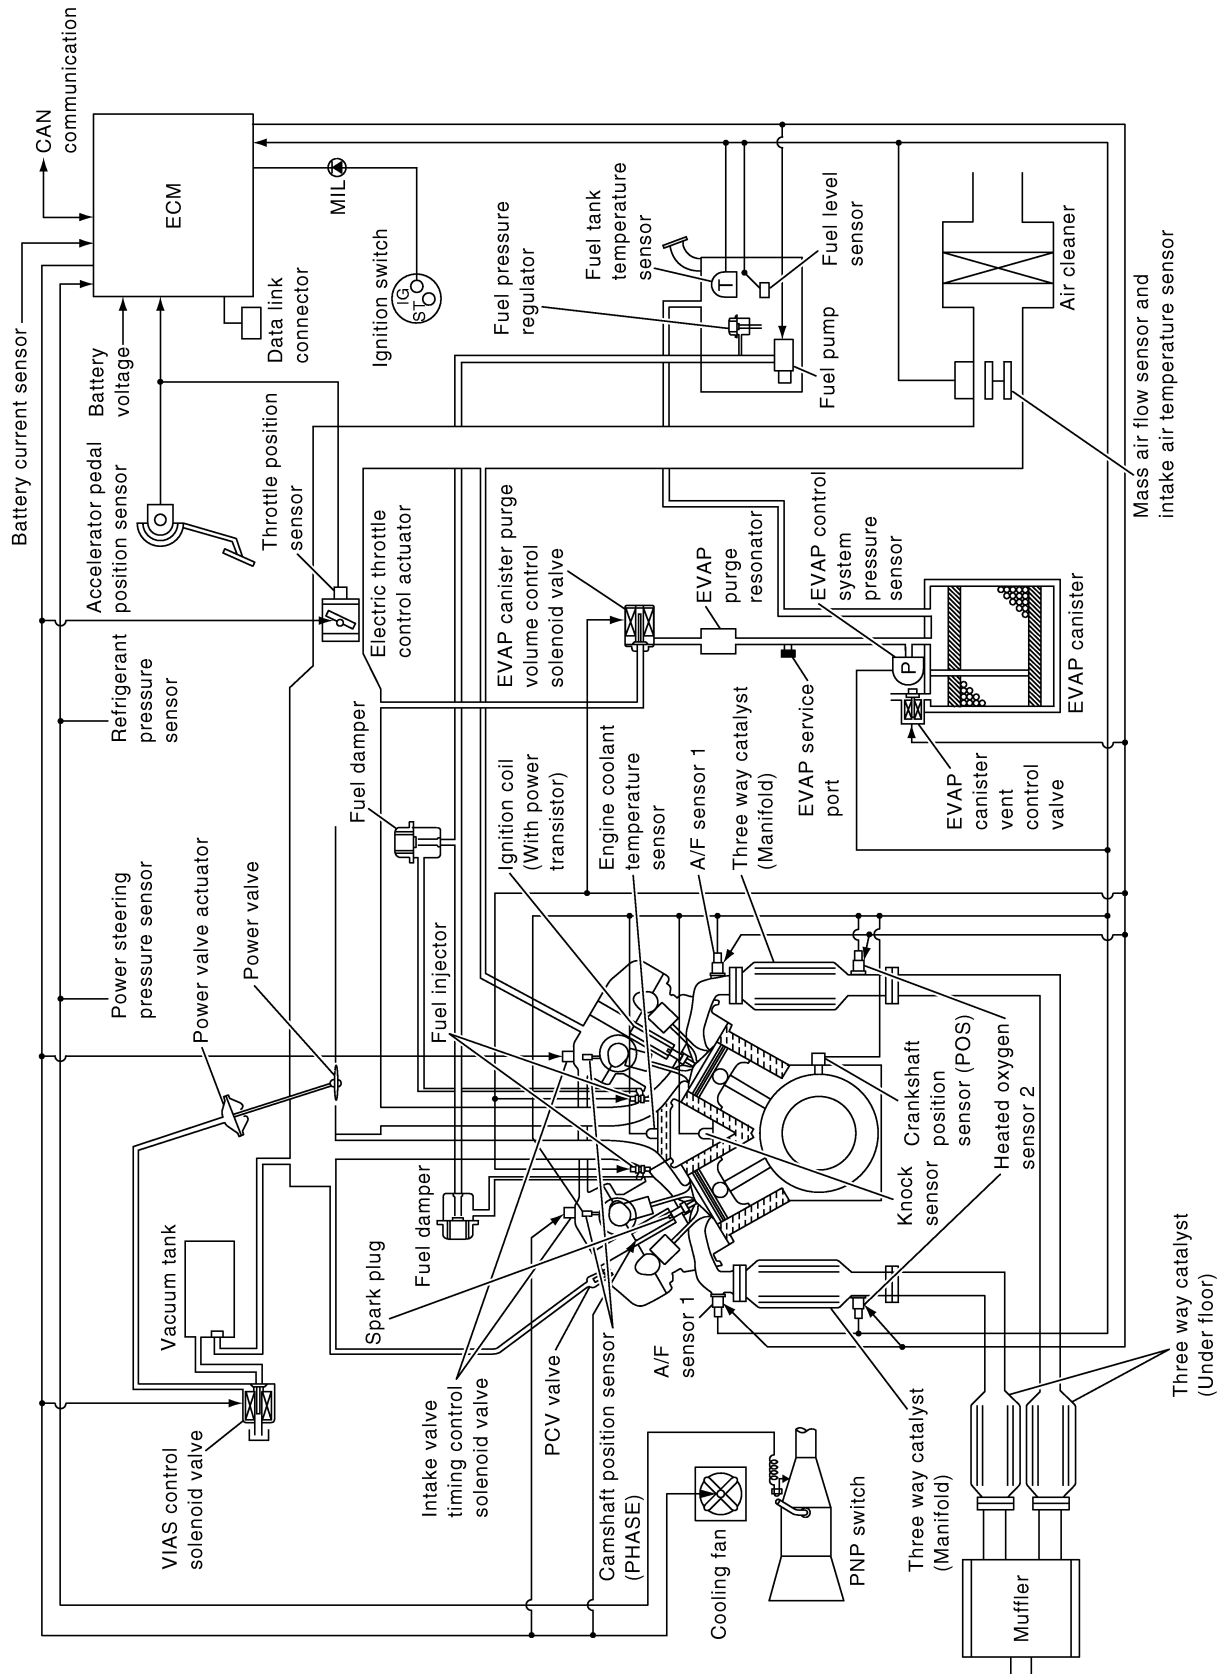 CAN
communication
ECM
MIL
Ignition switch
IG
ST
Data link
connector
Battery current sensor
Battery
voltage
Accelerator pedal
position sensor
Throttle position
sensor
Electric throttle
control actuator
Refrigerant
pressure
sensor
Power steering
pressure sensor
Power valve actuator
Power valve
Vacuum tank
VIAS control
solenoid valve
Fuel pressure
regulator
Fuel tank
temperature
sensor
T
Fuel level
sensor
Fuel pump
Air cleaner
Mass air flow sensor and
intake air temperature sensor
EVAP canister purge
volume control
solenoid valve
EVAP
purge
resonator
EVAP control
system
pressure
sensor
P
EVAP canister
EVAP service
port
EVAP
canister
vent
control
valve
Fuel damper
Ignition coil
(With power
transistor)
Engine coolant
temperature
sensor
A/F sensor 1
Three way catalyst
(Manifold)
Fuel injector
Crankshaft
position
sensor (POS)
Heated oxygen
sensor 2
Knock
sensor
Fuel damper
Spark plug
Intake valve
timing control
solenoid valve
PCV valve
Camshaft position sensor
(PHASE)
A/F
sensor 1
Cooling fan
PNP switch
Three way catalyst
(Manifold)
Three way catalyst
(Under floor)
Muffler